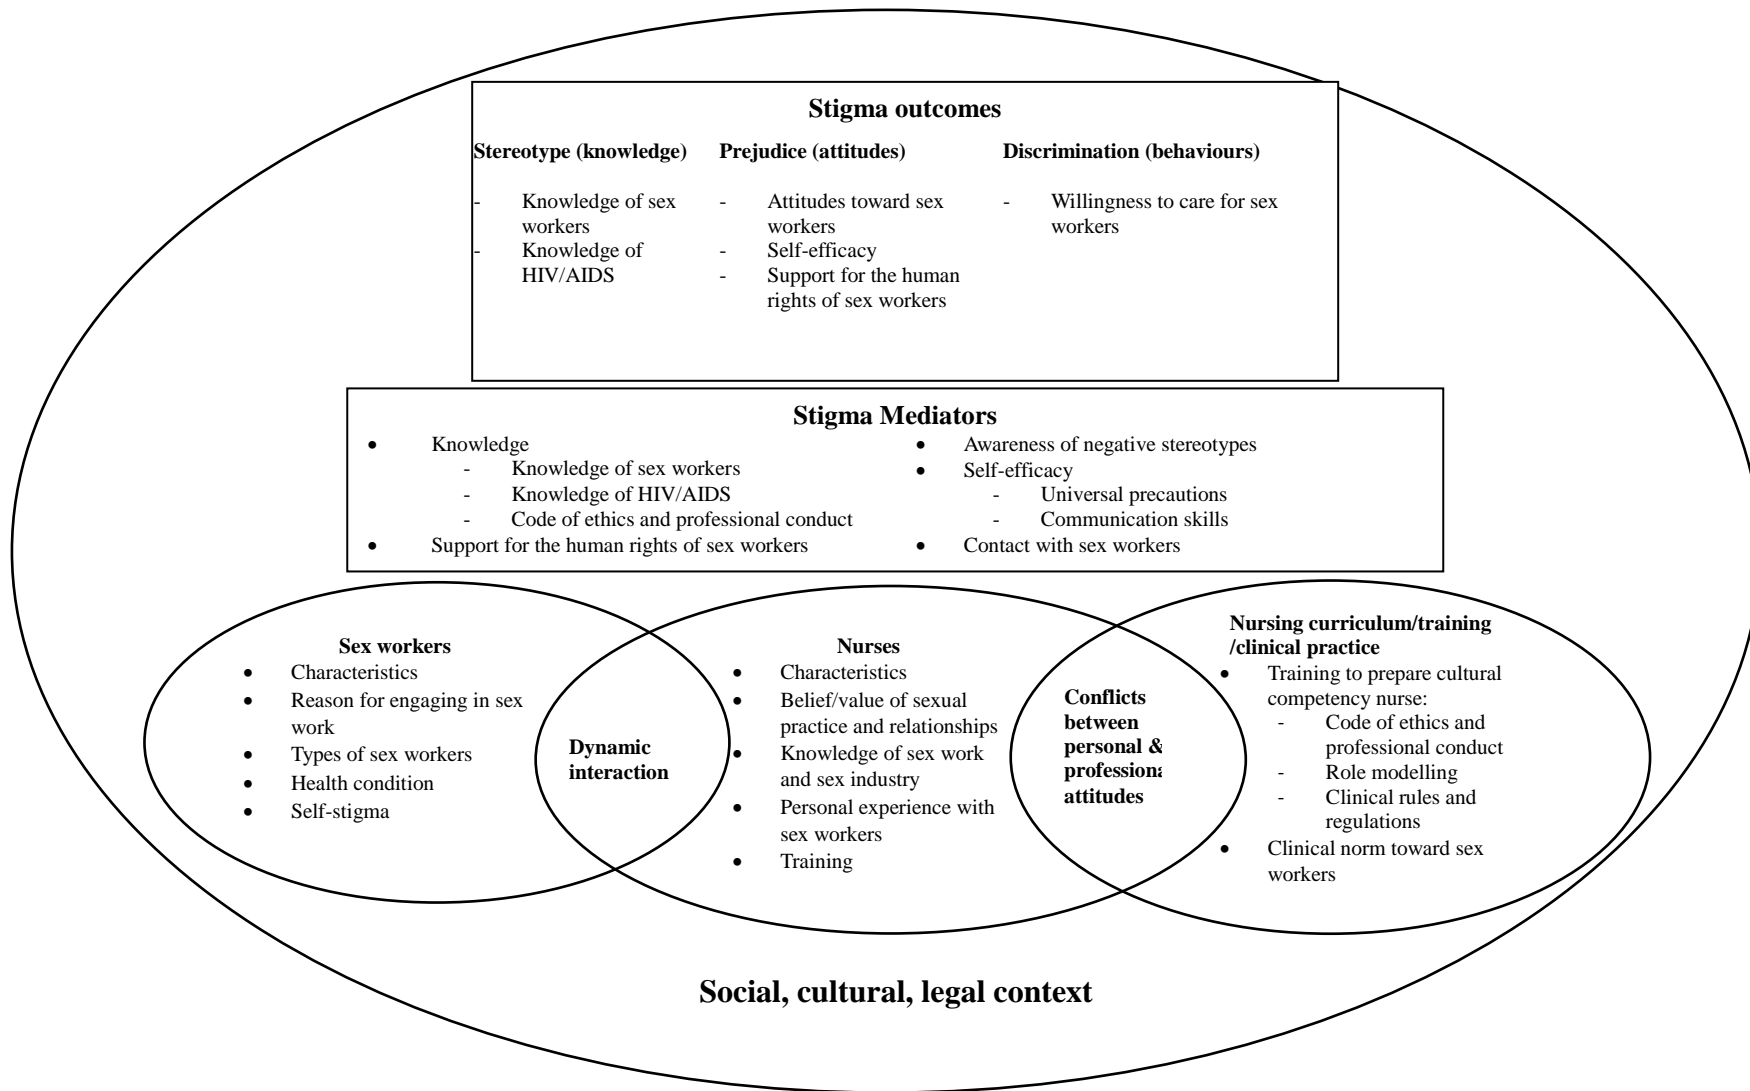 Stigma outcomes
Stereotype (knowledge)
- Knowledge of sex
workers
- Knowledge of
HIV/AIDS
Prejudice (attitudes)
- Attitudes toward sex
workers
- Self-efficacy
- Support for the human
rights of sex workers
Discrimination (behaviours)
- Willingness to care for sex
workers
Stigma Mediators
• Knowledge
- Knowledge of sex workers
- Knowledge of HIV/AIDS
- Code of ethics and professional conduct
• Support for the human rights of sex workers
• Awareness of negative stereotypes
• Self-efficacy
- Universal precautions
- Communication skills
• Contact with sex workers
Sex workers
• Characteristics
• Reason for engaging in sex
work
• Types of sex workers
• Health condition
• Self-stigma
Dynamic
interaction
Nurses
• Characteristics
• Belief/value of sexual
practice and relationships
• Knowledge of sex work
and sex industry
• Personal experience with
sex workers
• Training
Conflicts
between
personal &
professiona
attitudes
Nursing curriculum/training
/clinical practice
• Training to prepare cultural
competency nurse:
- Code of ethics and
professional conduct
- Role modelling
- Clinical rules and
regulations
• Clinical norm toward sex
workers
Social, cultural, legal context